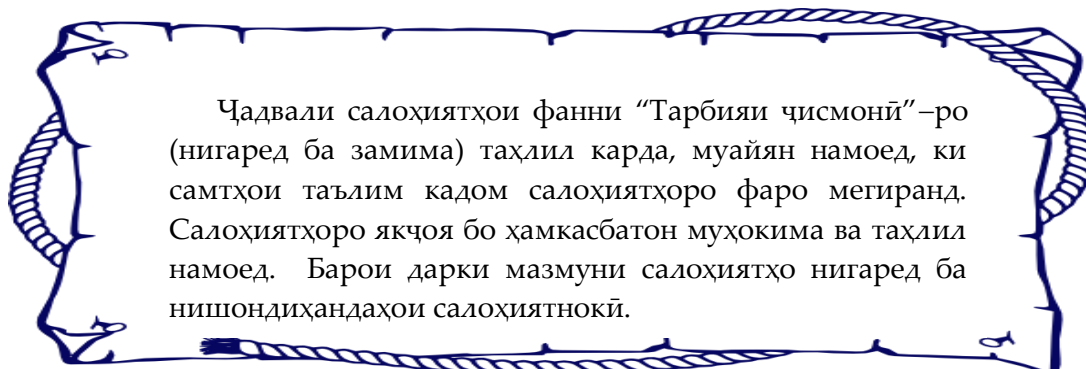 Ҷадвали салоҳиятҳои фанни “Тарбияи ҷисмонӣ”–ро
(нигаред ба замима) таҳлил карда, муайян намоед, ки
самтҳои таълим кадом салоҳиятҳоро фаро мегиранд.
Салоҳиятҳоро якҷоя бо ҳамкасбатон муҳокима ва таҳлил
намоед. Барои дарки мазмуни салоҳиятҳо нигаред ба
нишондиҳандаҳои салоҳиятнокӣ.